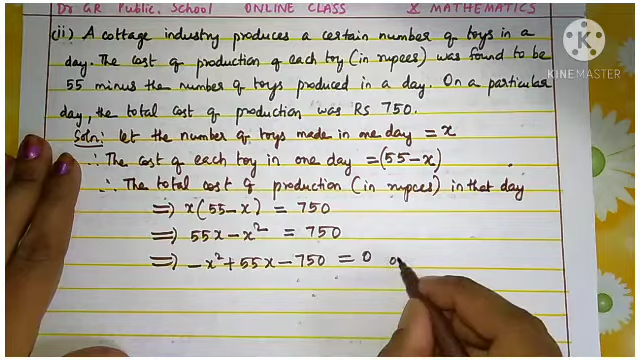 Dr GR Public. School ONLINE CLASS X MATHEMATICS
(ii) A cottage industry produces a certain number of toys in a
day. The cost of production of each toy (in rupees) was found to be
55 minus the number of toys produced in a day. On a particular
day, the total cost of production was Rs 750.
KINEMASTER
Soln: let the number of toys made in one day = x
∴ The cost of each toy in one day = (55 - x)
∴ The total cost of production (in rupees) in that day
⇒ x(55 - x) = 750
⇒ 55x - x² = 750
⇒ -x² + 55x - 750 = 0 o